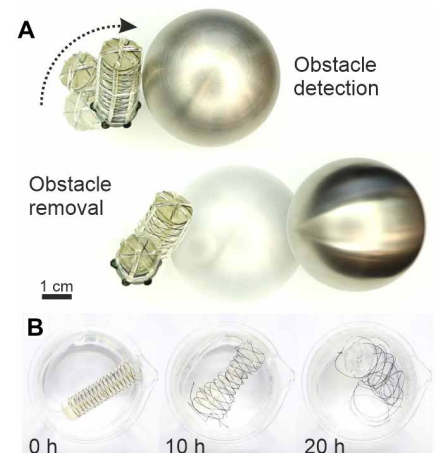 A
Obstacle
detection
Obstacle
removal
1 cm
B
0 h
10 h
20 h